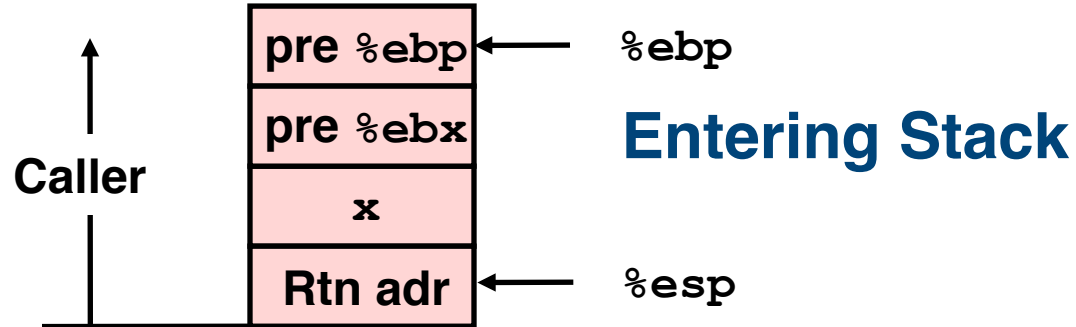 pre %ebp
%ebp
pre %ebx
Entering Stack
Caller
x
Rtn adr
%esp